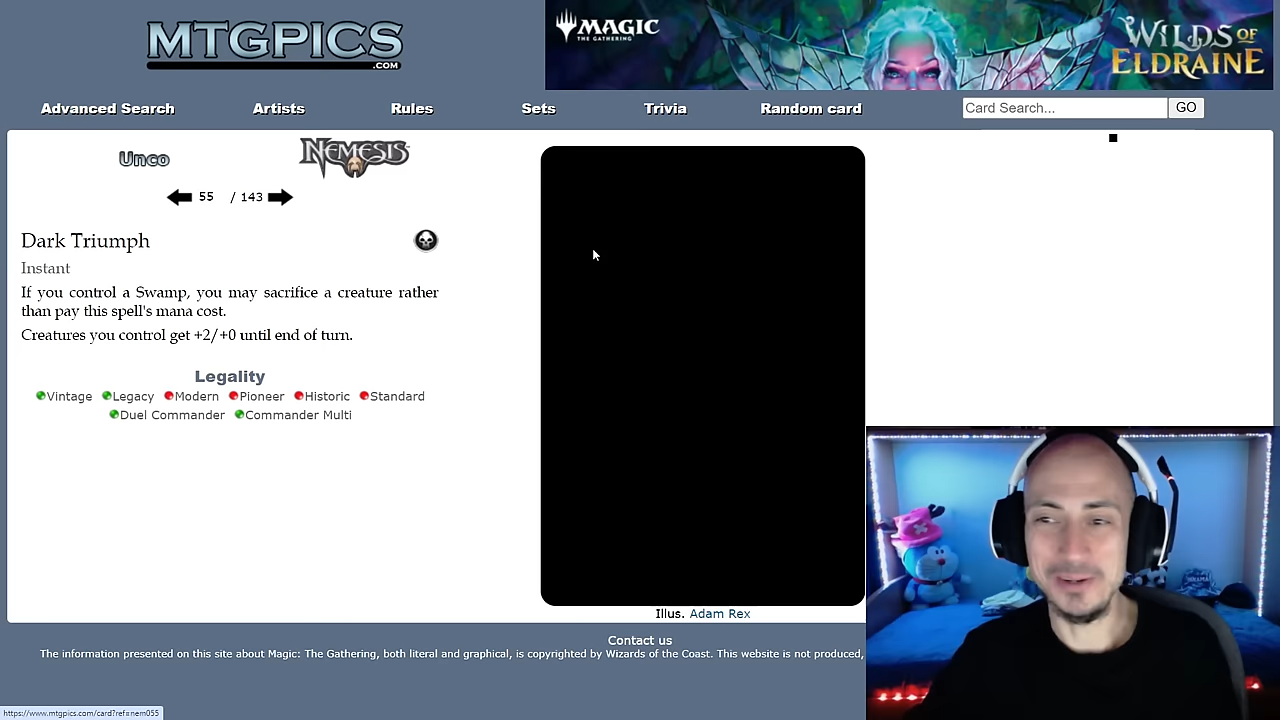 MTGPICS
.COM
MAGIC
THE GATHERING
WILDS OF
ELDRAINE
Advanced Search
Artists
Rules
Sets
Trivia
Random card
Card Search...
GO
Unco
NEMESIS
55 / 143
Dark Triumph
Instant
If you control a Swamp, you may sacrifice a creature rather
than pay this spell's mana cost.
Creatures you control get +2/+0 until end of turn.
Legality
Vintage Legacy Modern Pioneer Historic Standard
Duel Commander Commander Multi
Illus. Adam Rex
Contact us
The information presented on this site about Magic: The Gathering, both literal and graphical, is copyrighted by Wizards of the Coast. This website is not produced,
https://www.mtgpics.com/card?ref=nem055